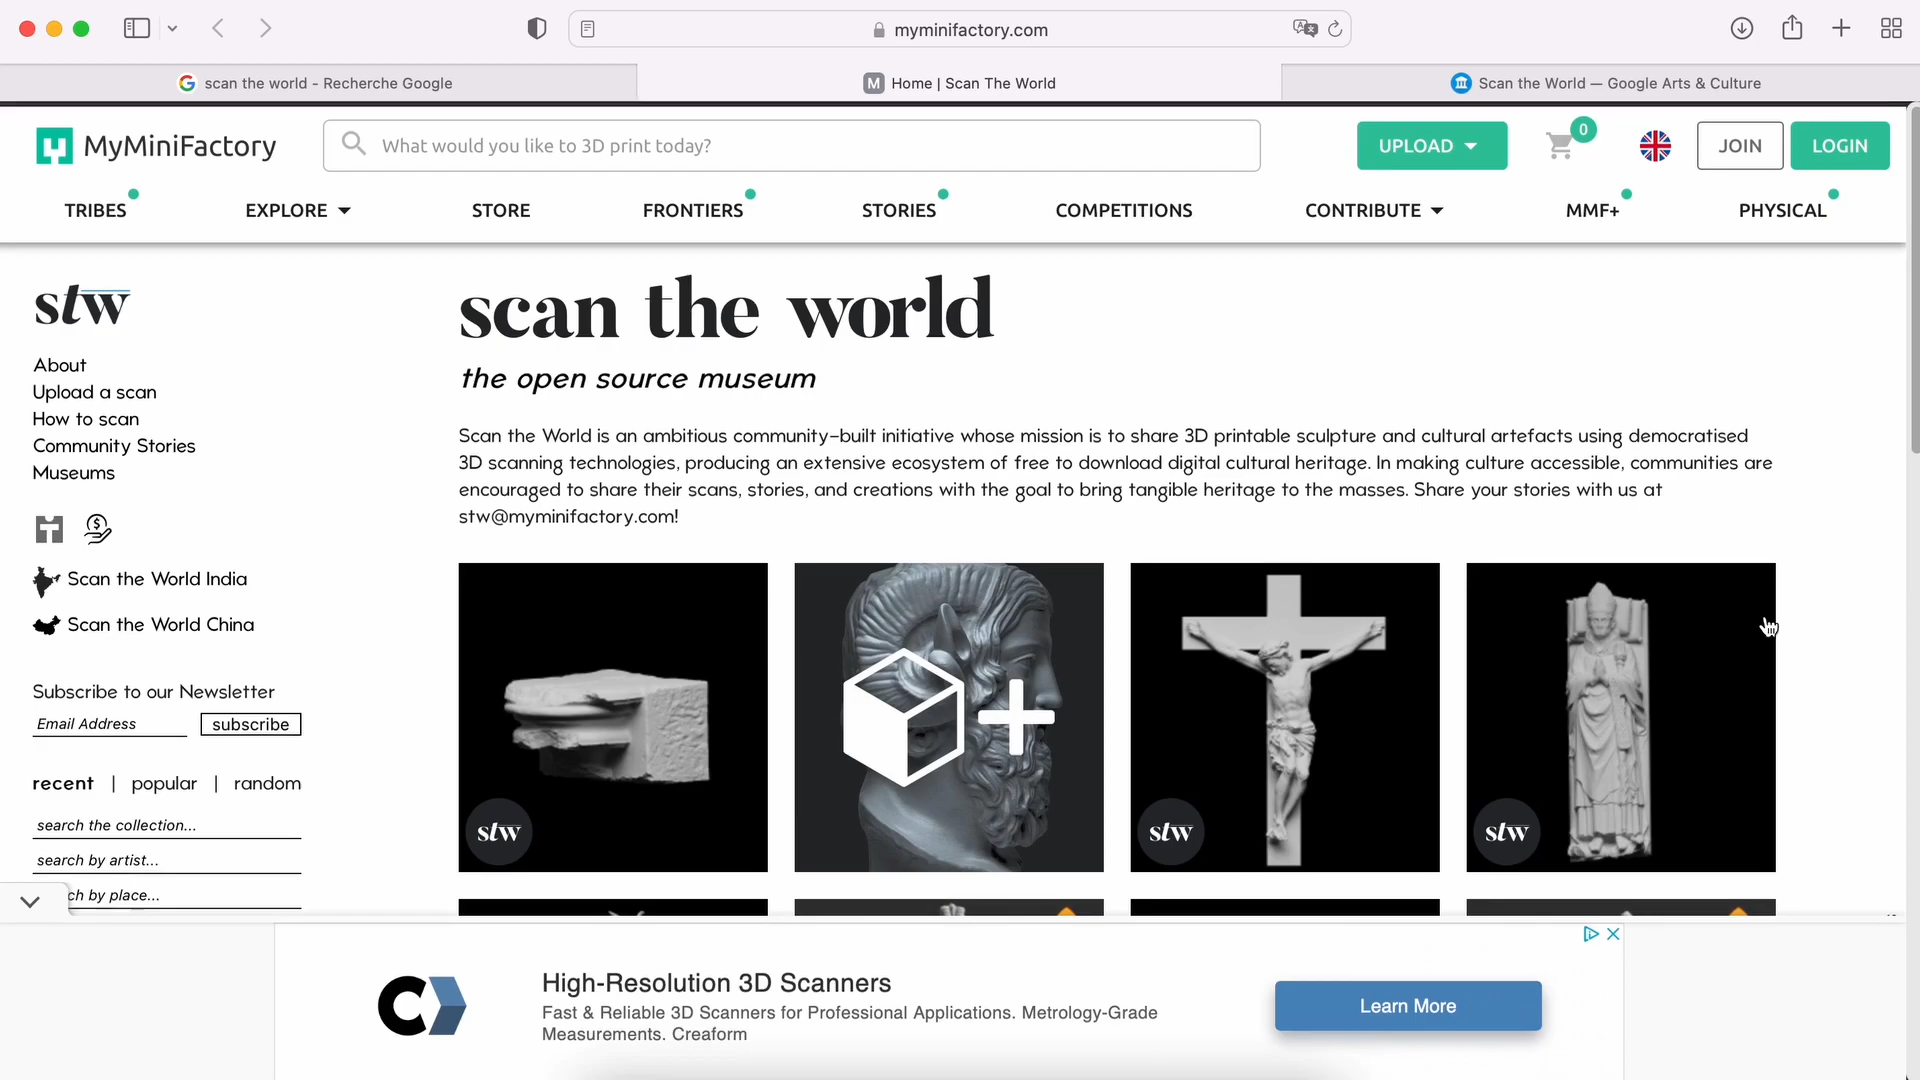 myminifactory.com
scan the world - Recherche Google
M Home | Scan The World
Scan the World — Google Arts & Culture
MyMiniFactory
What would you like to 3D print today?
UPLOAD
0
JOIN
LOGIN
TRIBES
EXPLORE
STORE
FRONTIERS
STORIES
COMPETITIONS
CONTRIBUTE
MMF+
PHYSICAL
stw
About
Upload a scan
How to scan
Community Stories
Museums
Scan the World India
Scan the World China
Subscribe to our Newsletter
Email Address
subscribe
recent | popular | random
search the collection...
search by artist...
ch by place...
scan the world
the open source museum
Scan the World is an ambitious community-built initiative whose mission is to share 3D printable sculpture and cultural artefacts using democratised
3D scanning technologies, producing an extensive ecosystem of free to download digital cultural heritage. In making culture accessible, communities are
encouraged to share their scans, stories, and creations with the goal to bring tangible heritage to the masses. Share your stories with us at
stw@myminifactory.com!
stw
stw
stw
High-Resolution 3D Scanners
Fast & Reliable 3D Scanners for Professional Applications. Metrology-Grade
Measurements. Creaform
Learn More